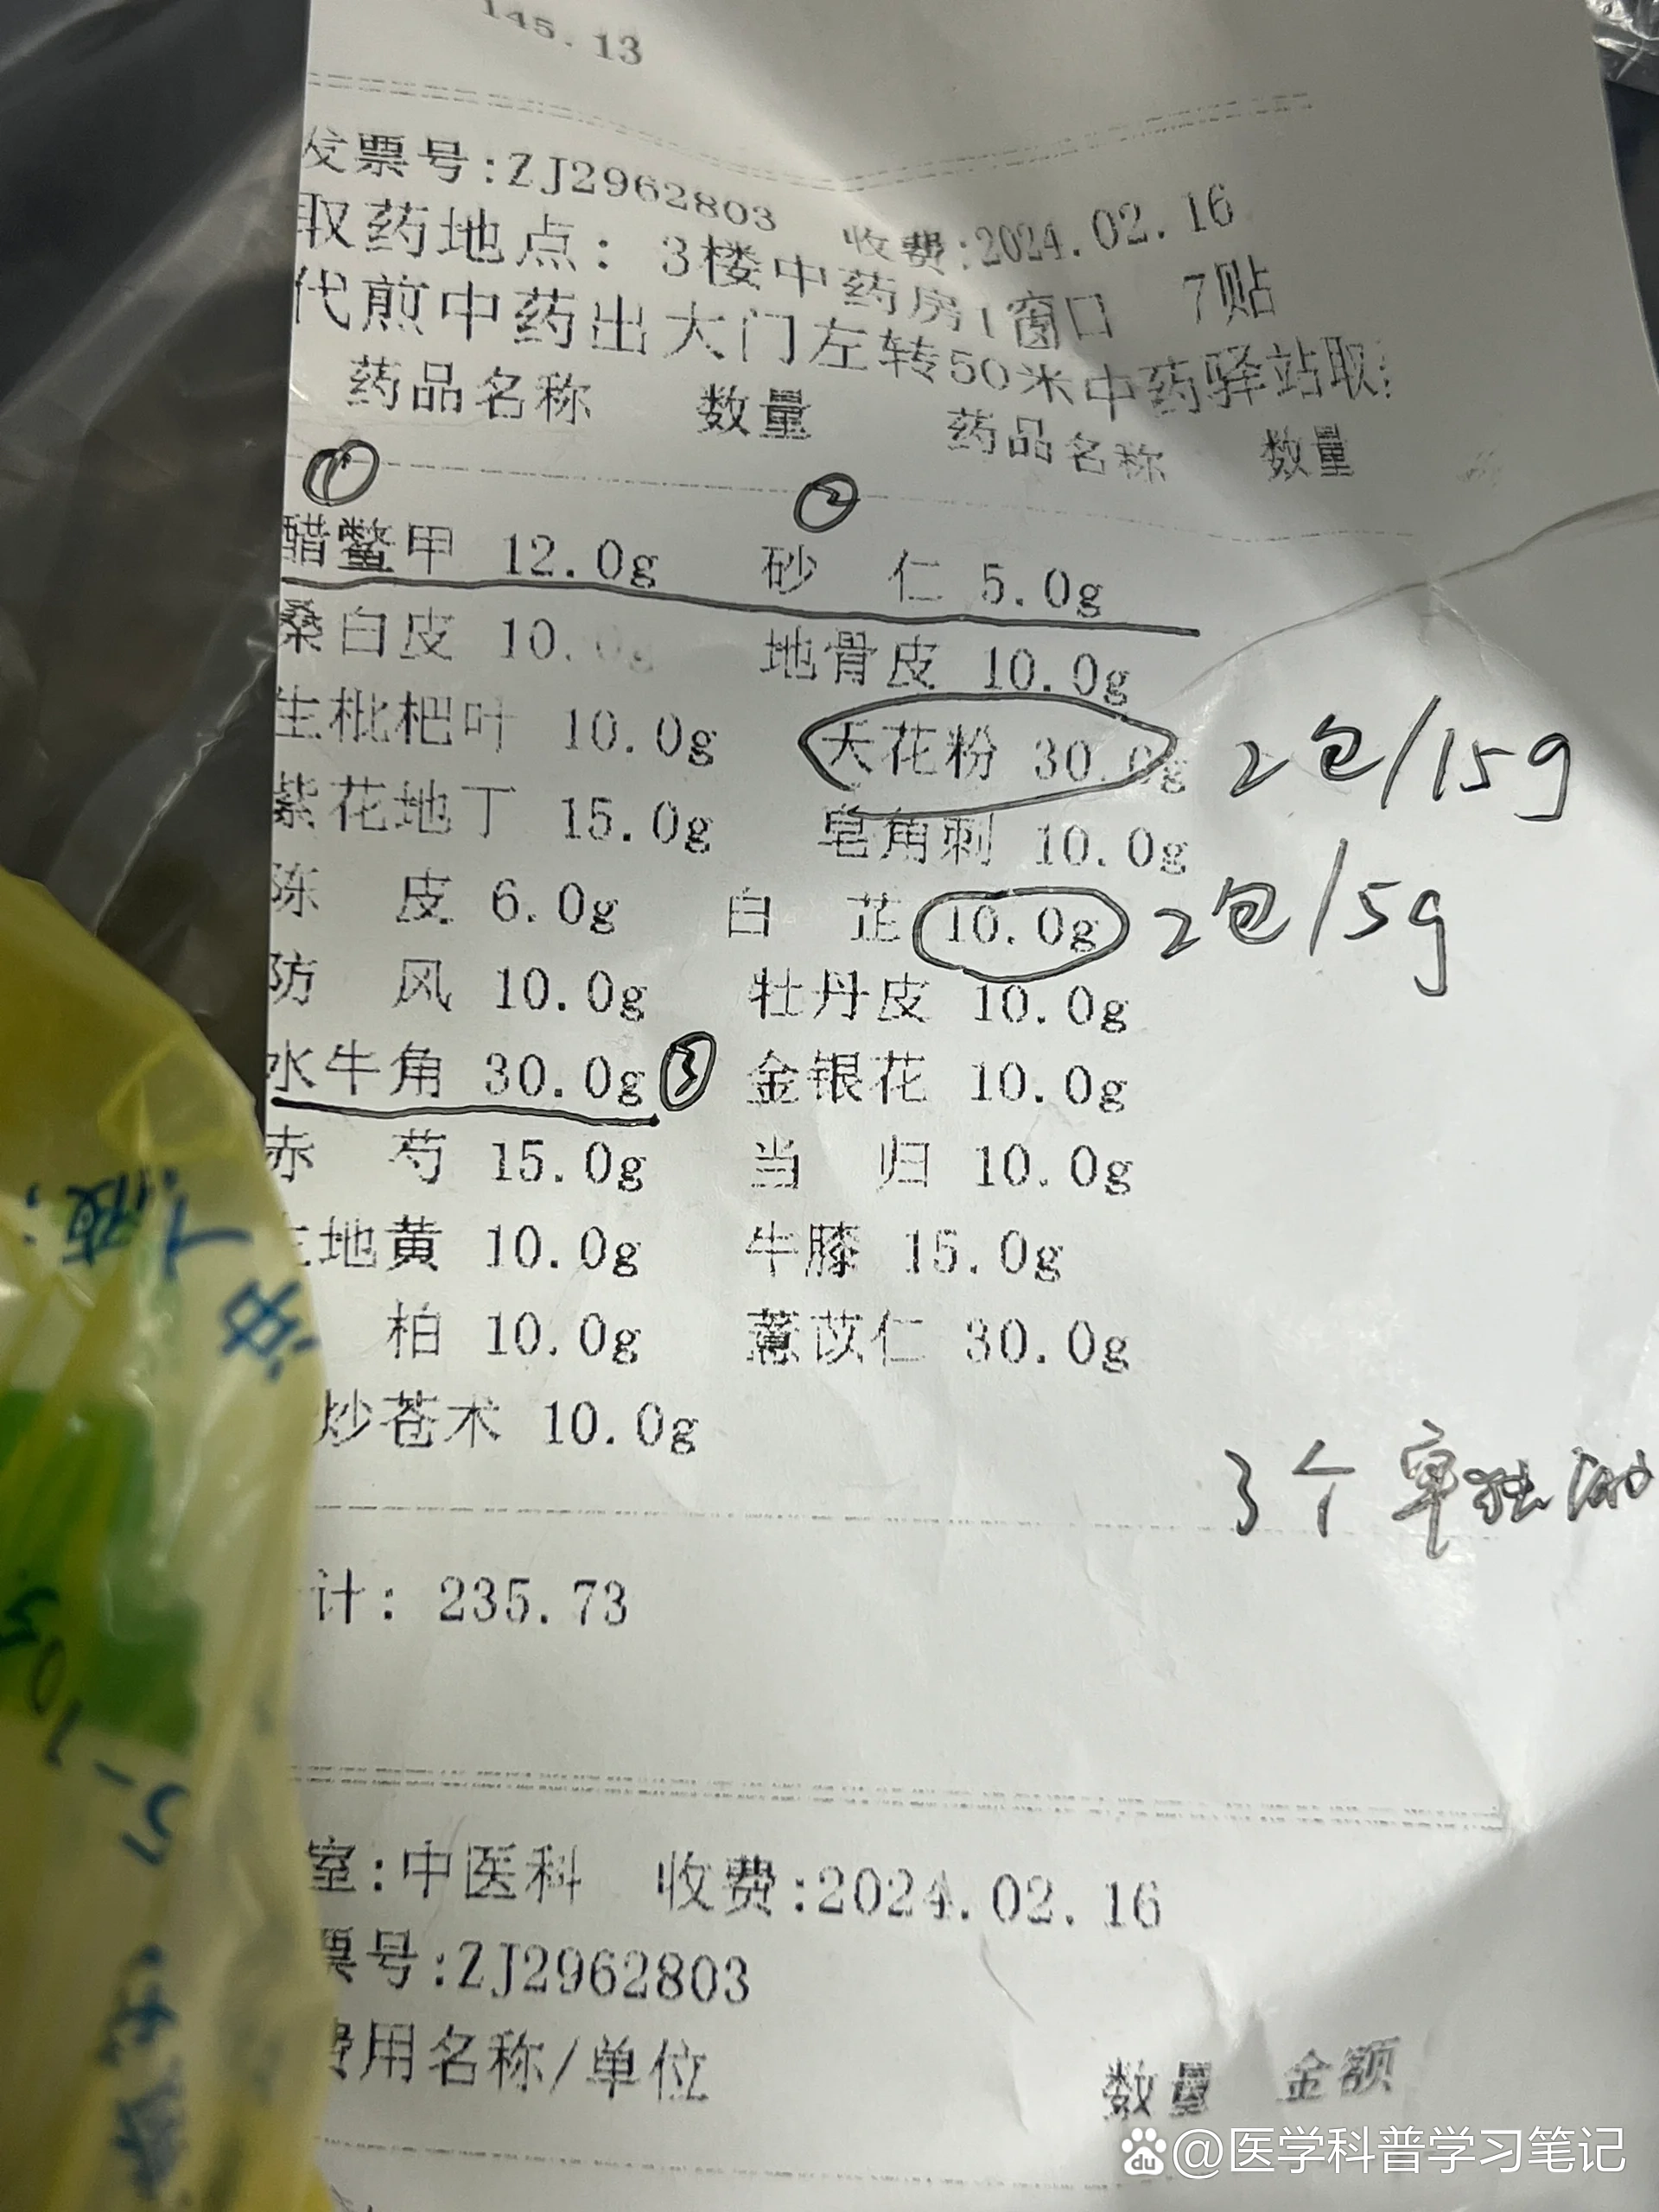 145.13
发票号:ZJ2962803 收费:2024.02.16
取药地点: 3楼中药房1窗口 7贴
代煎中药出大门左转50米中药驿站取
药品名称 数量 药品名称 数量
① ②
醋鳖甲 12.0g 砂仁 5.0g
桑白皮 10.0g 地骨皮 10.0g
生枇杷叶 10.0g 天花粉 30.0g 2包/15g
紫花地丁 15.0g 皂角刺 10.0g
陈皮 6.0g 白芷 10.0g 2包/5g
防风 10.0g 牡丹皮 10.0g
水牛角 30.0g ③ 金银花 10.0g
赤芍 15.0g 当归 10.0g
地黄 10.0g 牛膝 15.0g
柏 10.0g 薏苡仁 30.0g
炒苍术 10.0g
3个单独
计: 235.73
室:中医科 收费:2024.02.16
票号:ZJ2962803
费用名称/单位 数量 金额
du @医学科普学习笔记